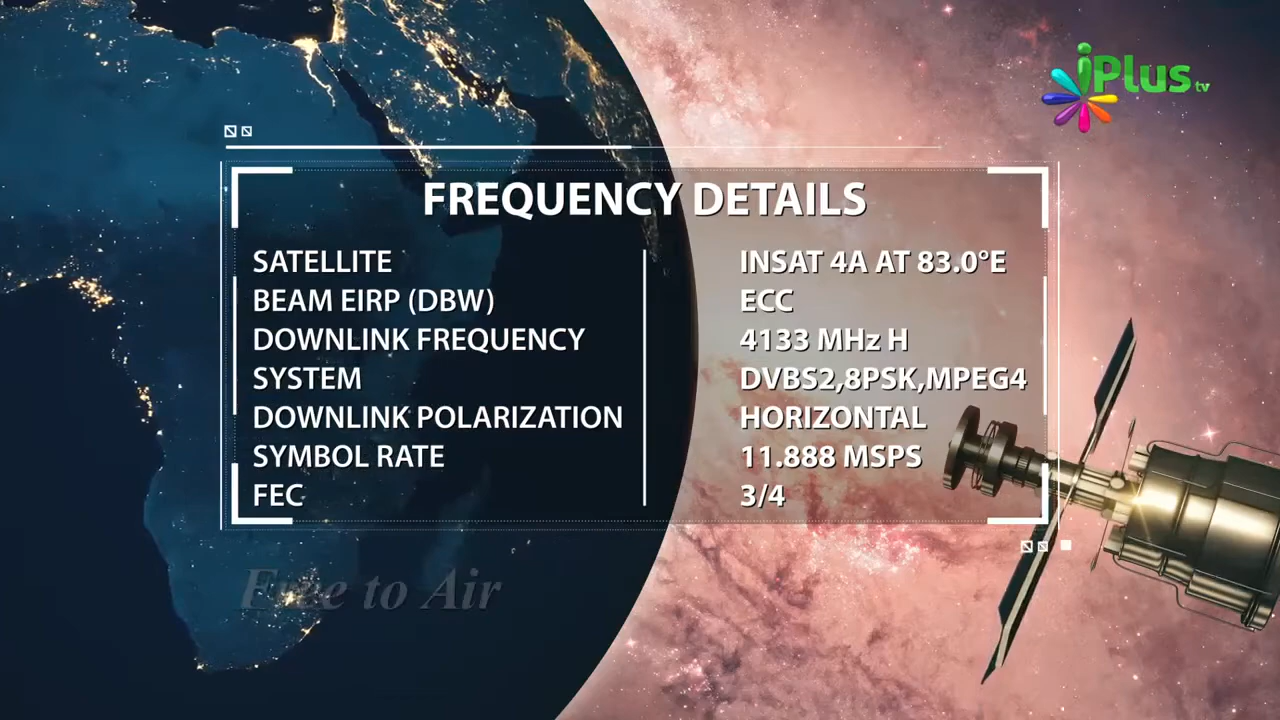 iPlus tv
FREQUENCY DETAILS
SATELLITE INSAT 4A AT 83.0°E
BEAM EIRP (DBW) ECC
DOWNLINK FREQUENCY 4133 MHz H
SYSTEM DVBS2,8PSK,MPEG4
DOWNLINK POLARIZATION HORIZONTAL
SYMBOL RATE 11.888 MSPS
FEC 3/4
Free to Air